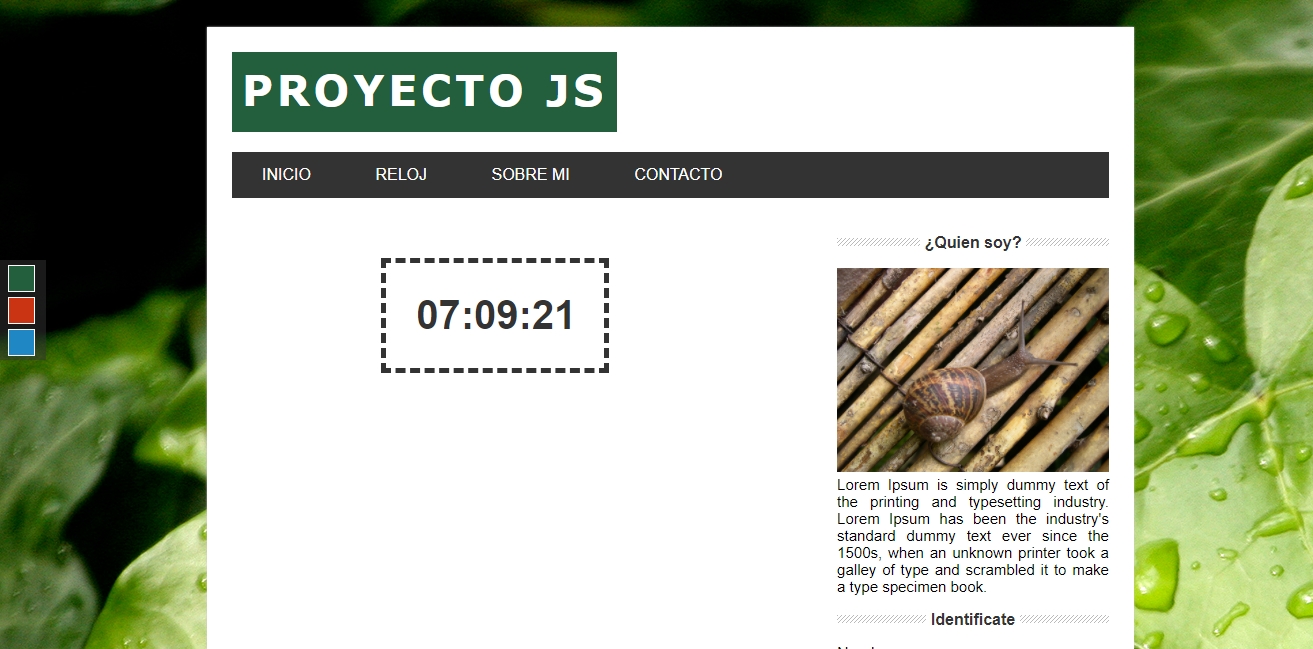 PROYECTO JS
INICIO RELOJ SOBRE MI CONTACTO
07:09:21
¿Quien soy?
Lorem Ipsum is simply dummy text of
the printing and typesetting industry.
Lorem Ipsum has been the industry's
standard dummy text ever since the
1500s, when an unknown printer took a
galley of type and scrambled it to make
a type specimen book.
Identificate